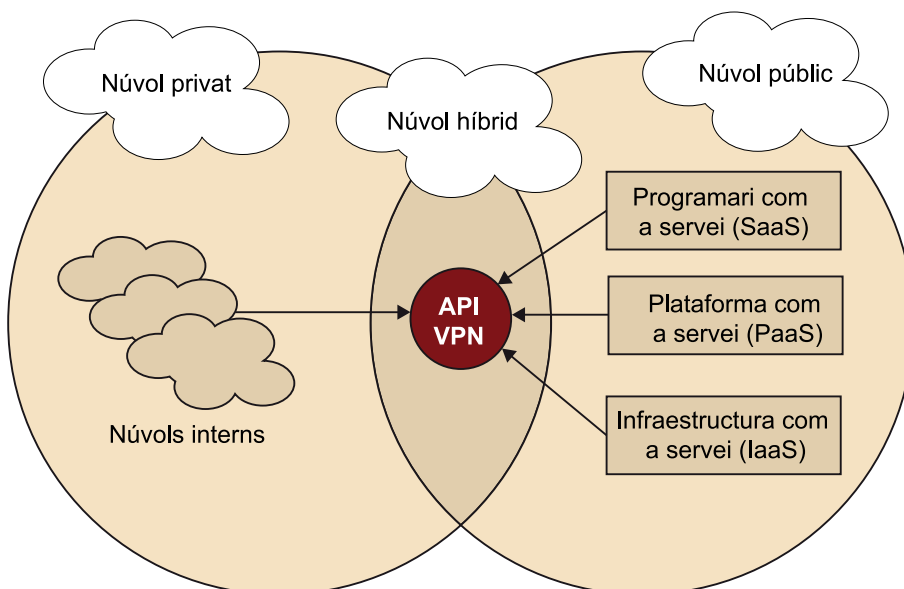 Núvol privat
Núvol híbrid
Núvol públic
Programari com
a servei (SaaS)
API
VPN
Plataforma com
a servei (PaaS)
Infraestructura com
a servei (IaaS)
Núvols interns